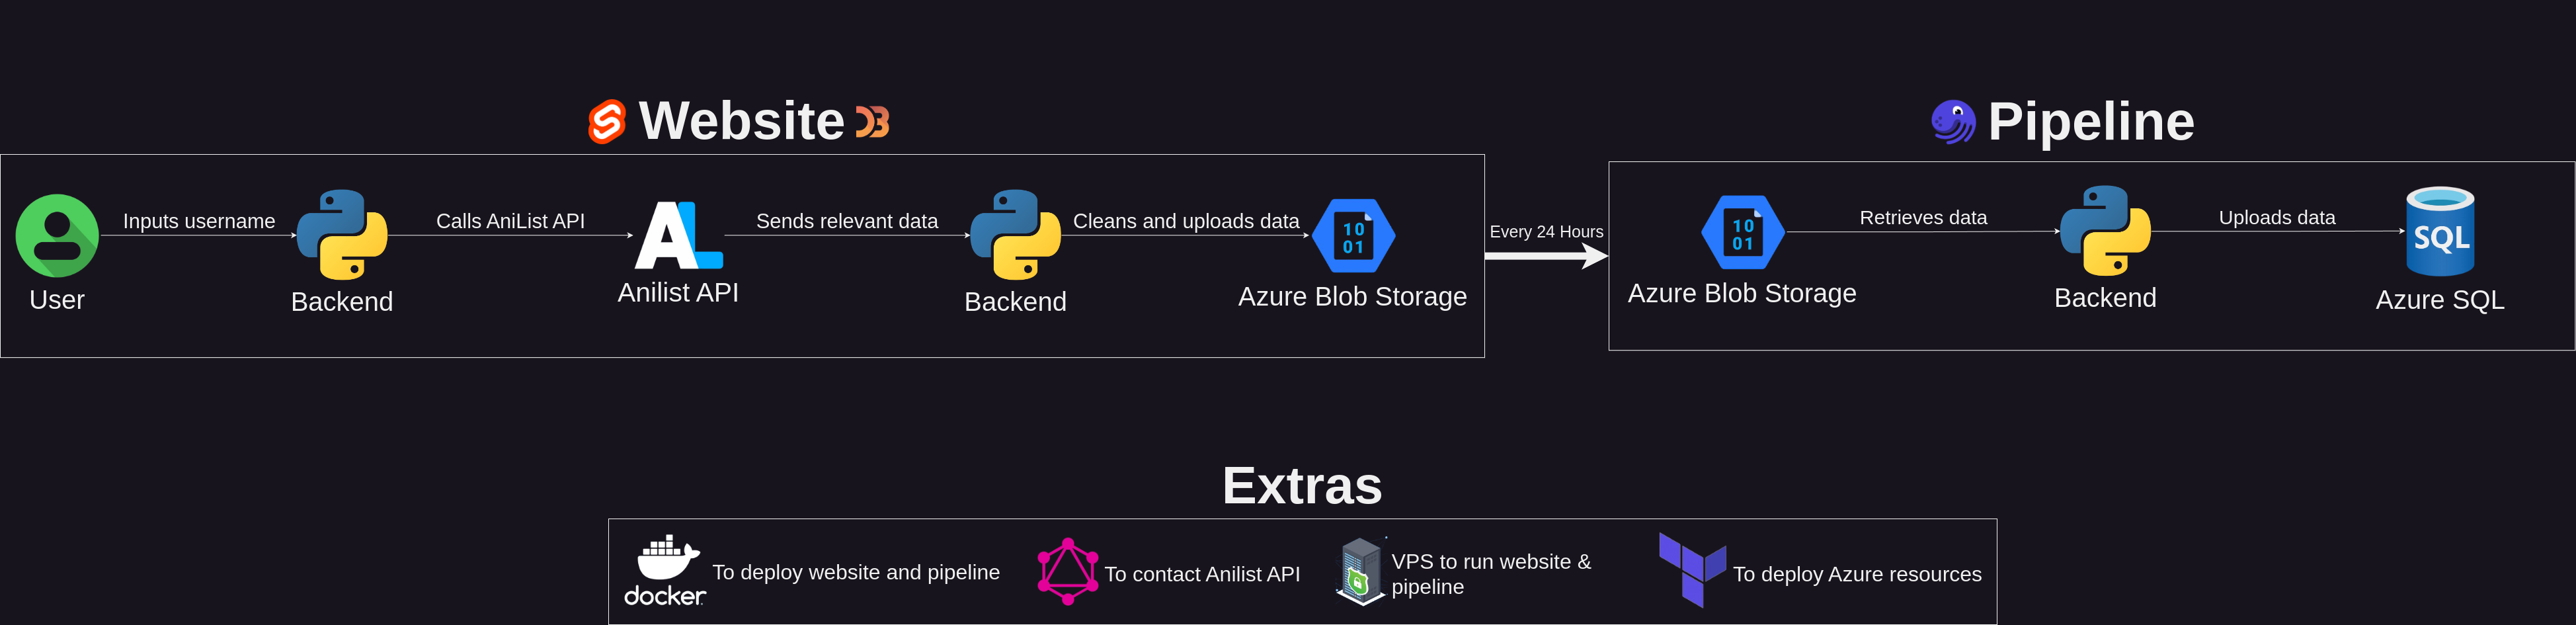 Website
Pipeline
Inputs username
Calls AniList API
Sends relevant data
Cleans and uploads data
Every 24 Hours
Retrieves data
Uploads data
10
01
10
01
SQL
User
Backend
Anilist API
Backend
Azure Blob Storage
Azure Blob Storage
Backend
Azure SQL
Extras
docker
To deploy website and pipeline
To contact Anilist API
VPS to run website &
pipeline
To deploy Azure resources